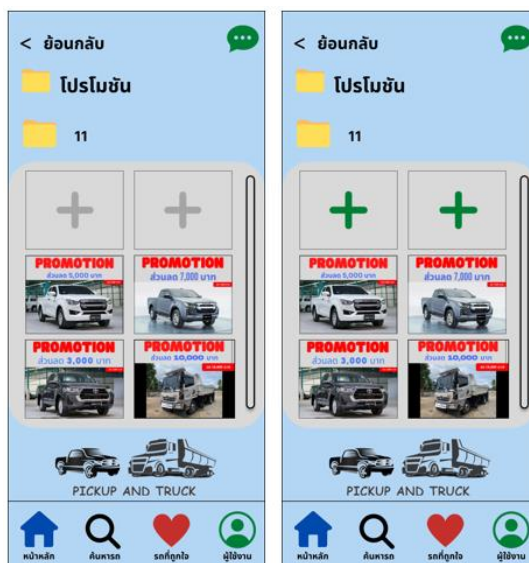 < ย้อนกลับ
โปรโมชัน
11
PROMOTION
ส่วนลด 5,000 บาท
PROMOTION
ส่วนลด 7,000 บาท
PROMOTION
ส่วนลด 3,000 บาท
PROMOTION
ส่วนลด 10,000 บาท
PICKUP AND TRUCK
หน้าหลัก
ค้นหารถ
รถที่ถูกใจ
ผู้ใช้งาน
< ย้อนกลับ
โปรโมชัน
11
PROMOTION
ส่วนลด 5,000 บาท
PROMOTION
ส่วนลด 7,000 บาท
PROMOTION
ส่วนลด 3,000 บาท
PROMOTION
ส่วนลด 10,000 บาท
PICKUP AND TRUCK
หน้าหลัก
ค้นหารถ
รถที่ถูกใจ
ผู้ใช้งาน